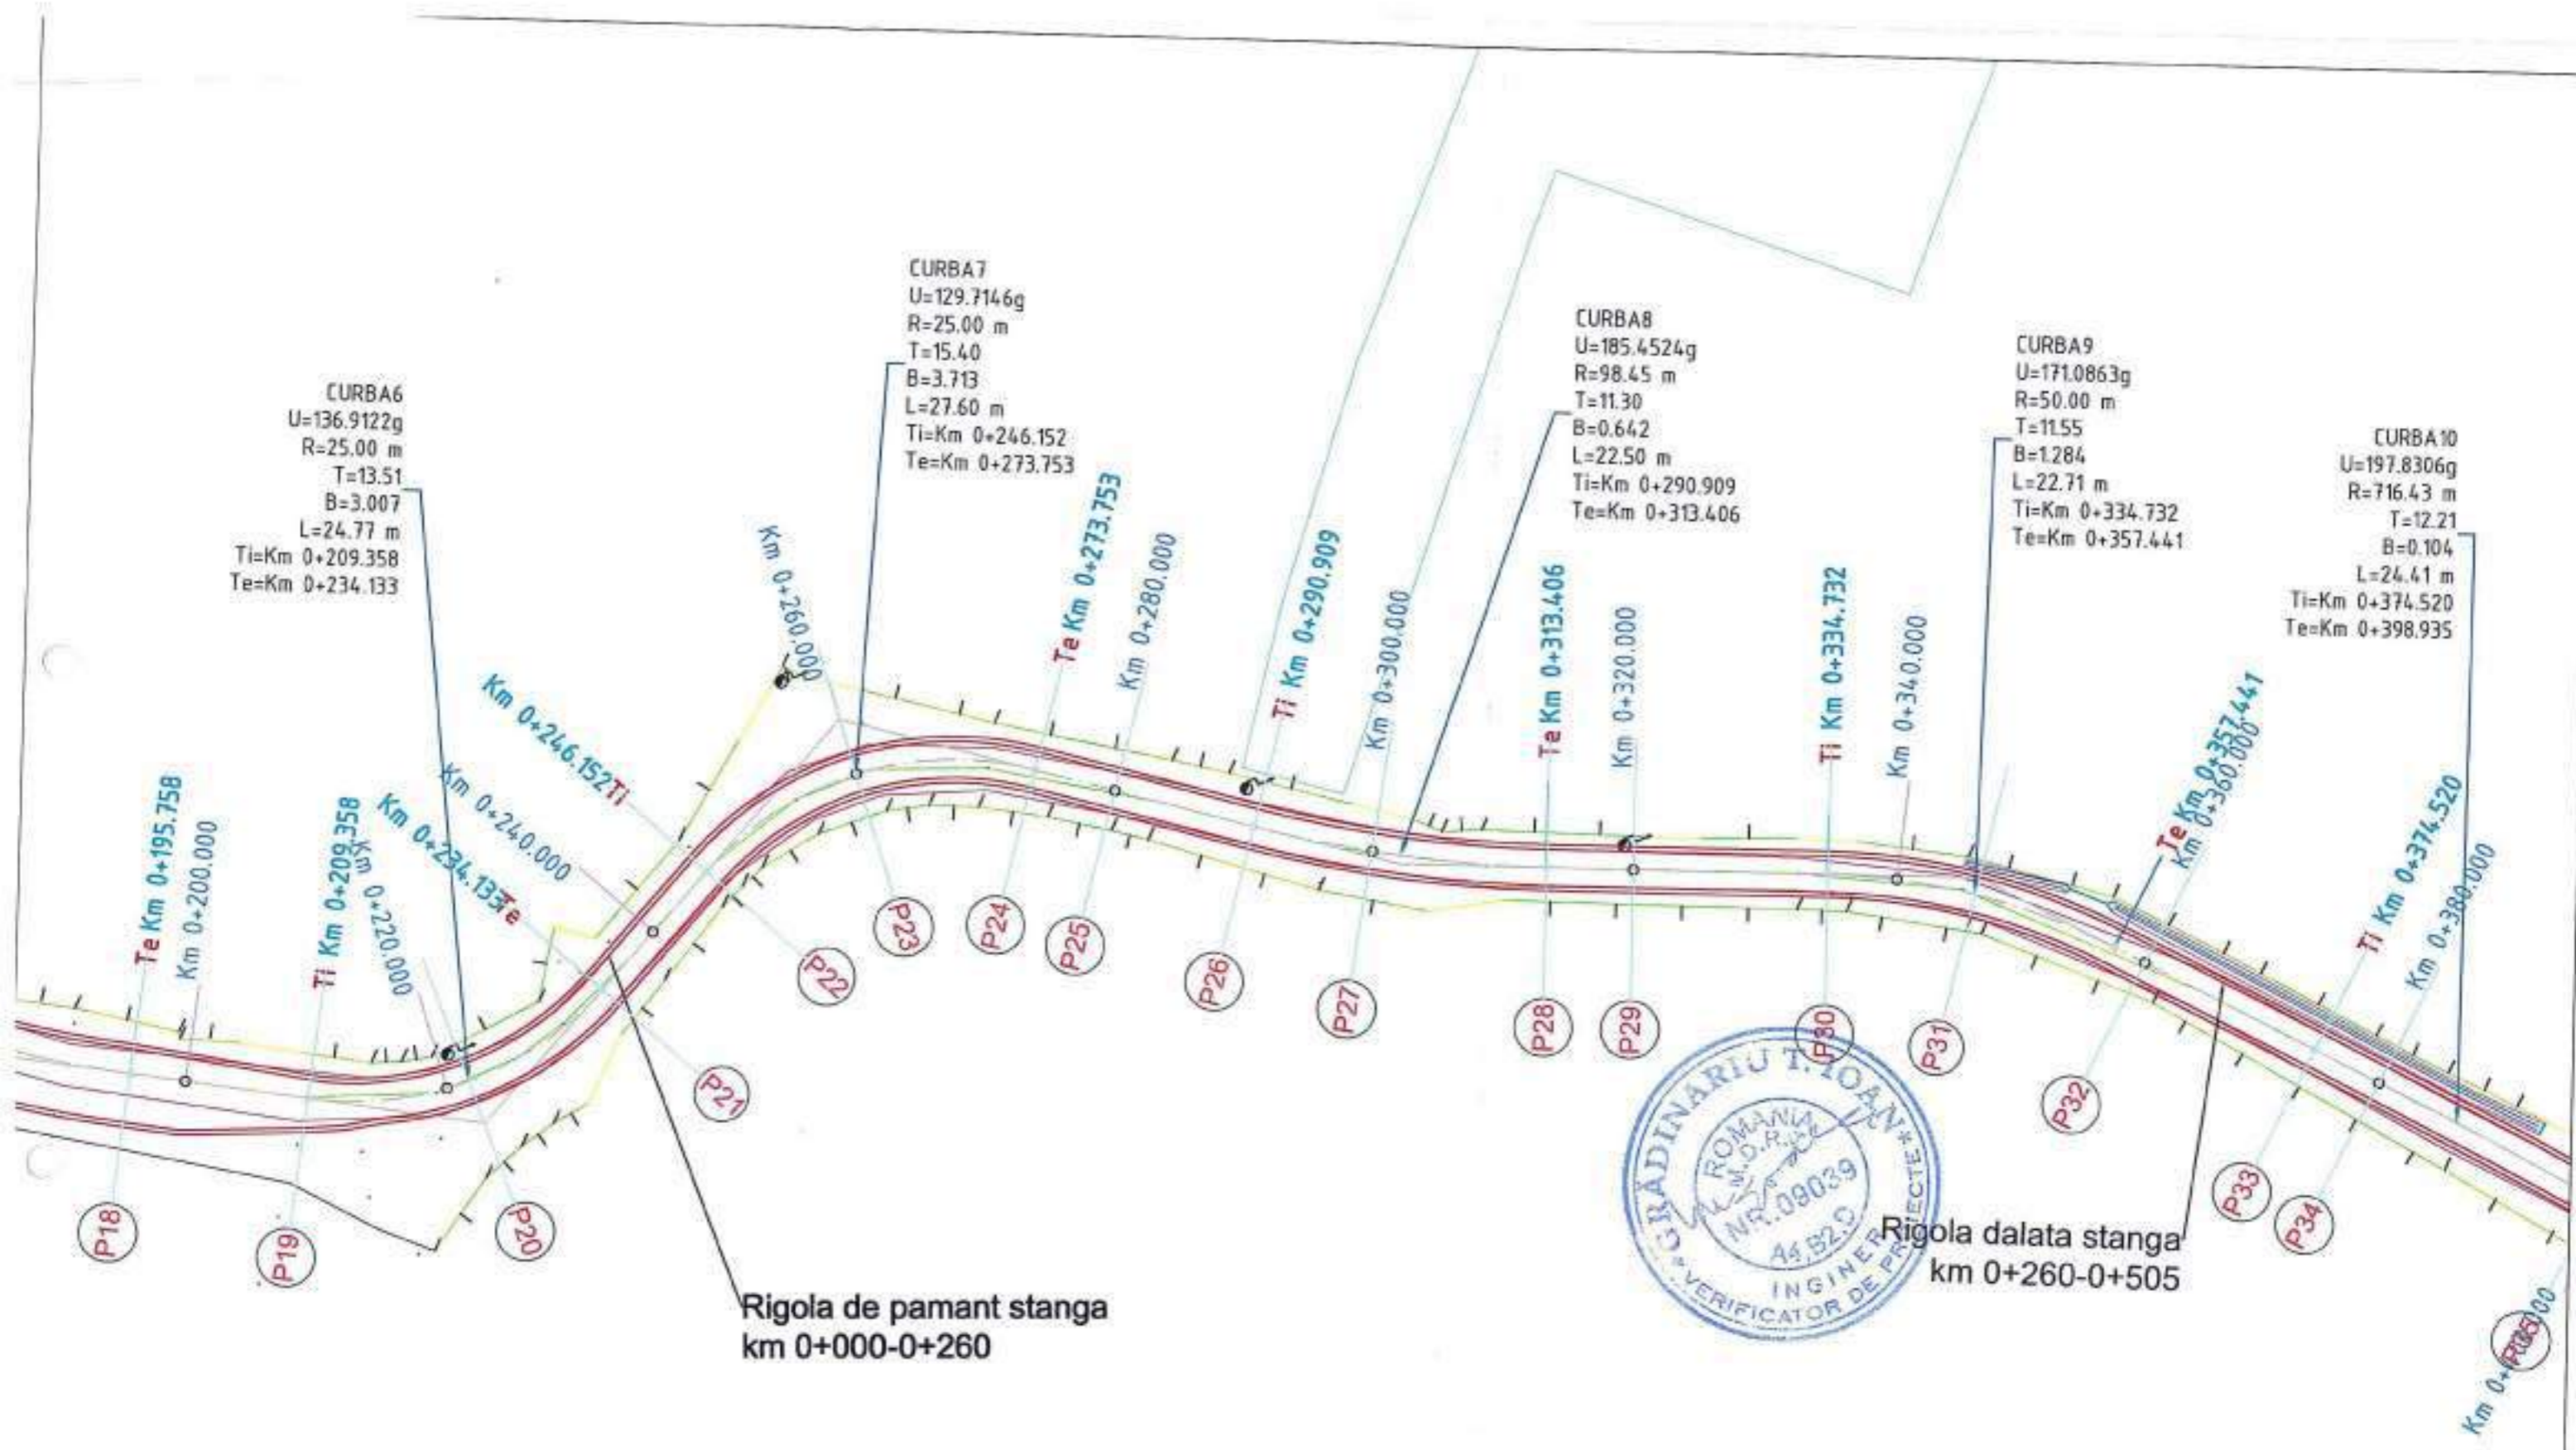 CURBA6
U=136.9122g
R=25.00 m
T=13.51
B=3.007
L=24.77 m
Ti=Km 0+209.358
Te=Km 0+234.133
CURBA7
U=129.7146g
R=25.00 m
T=15.40
B=3.713
L=27.60 m
Ti=Km 0+246.152
Te=Km 0+273.753
CURBA8
U=185.4524g
R=98.45 m
T=11.30
B=0.642
L=22.50 m
Ti=Km 0+290.909
Te=Km 0+313.406
CURBA9
U=171.0863g
R=50.00 m
T=11.55
B=1.284
L=22.71 m
Ti=Km 0+334.732
Te=Km 0+357.441
CURBA10
U=197.8306g
R=716.43 m
T=12.21
B=0.104
L=24.41 m
Ti=Km 0+374.520
Te=Km 0+398.935
Te Km 0+195.758
Km 0+200.000
Ti Km 0+209.358
Km 0+220.000
Km 0+234.133Te
Km 0+240.000
Km 0+246.152Ti
Km 0+260.000
Te Km 0+273.753
Km 0+280.000
Ti Km 0+290.909
Km 0+300.000
Te Km 0+313.406
Km 0+320.000
Ti Km 0+334.732
Km 0+340.000
Te Km 0+357.441
Km 0+360.000
Ti Km 0+374.520
Km 0+380.000
P18
P19
P20
P21
P22
P23
P24
P25
P26
P27
P28
P29
P30
P31
P32
P33
P34
P35
Rigola de pamant stanga
km 0+000-0+260
Rigola dalata stanga
km 0+260-0+505
GRĂDINARIU T. IOAN
ROMANIA
M.D.R.
NR.09039
A4,B2,D
INGINER
*VERIFICATOR DE PROIECTE*